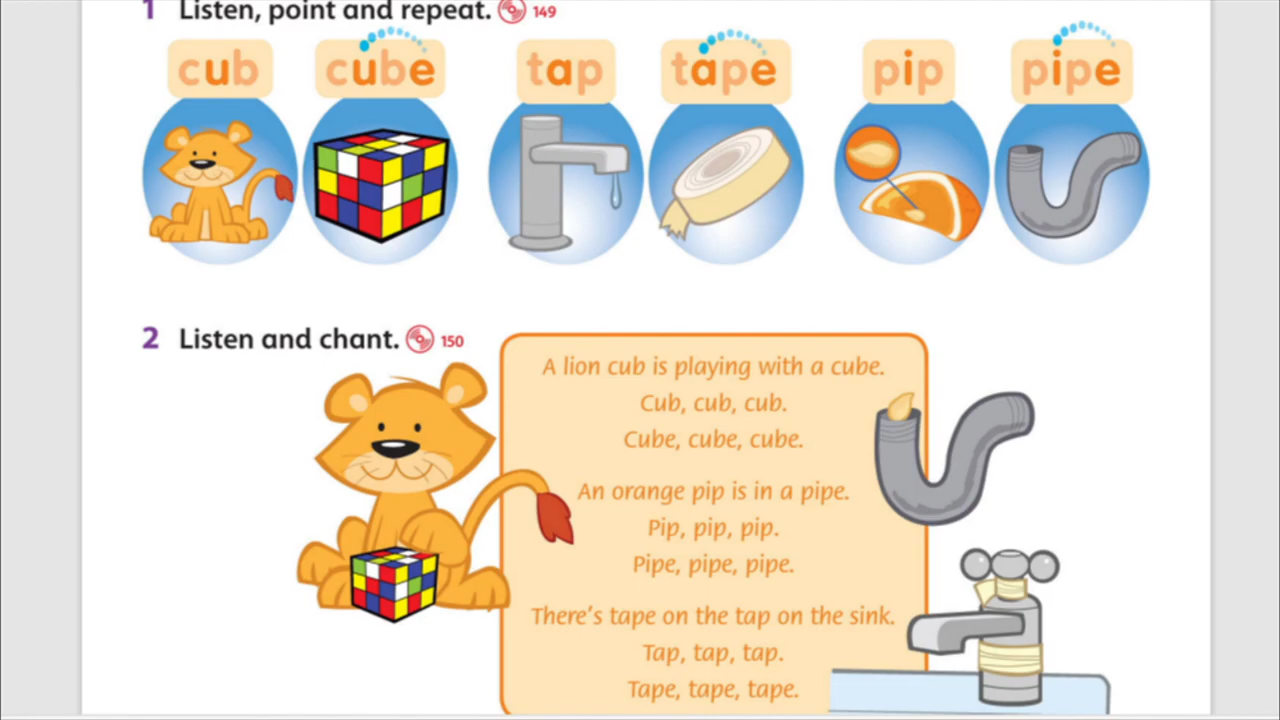 1 Listen, point and repeat. 149
cub cube tap tape pip pipe
2 Listen and chant. 150
A lion cub is playing with a cube.
Cub, cub, cub.
Cube, cube, cube.
An orange pip is in a pipe.
Pip, pip, pip.
Pipe, pipe, pipe.
There's tape on the tap on the sink.
Tap, tap, tap.
Tape, tape, tape.